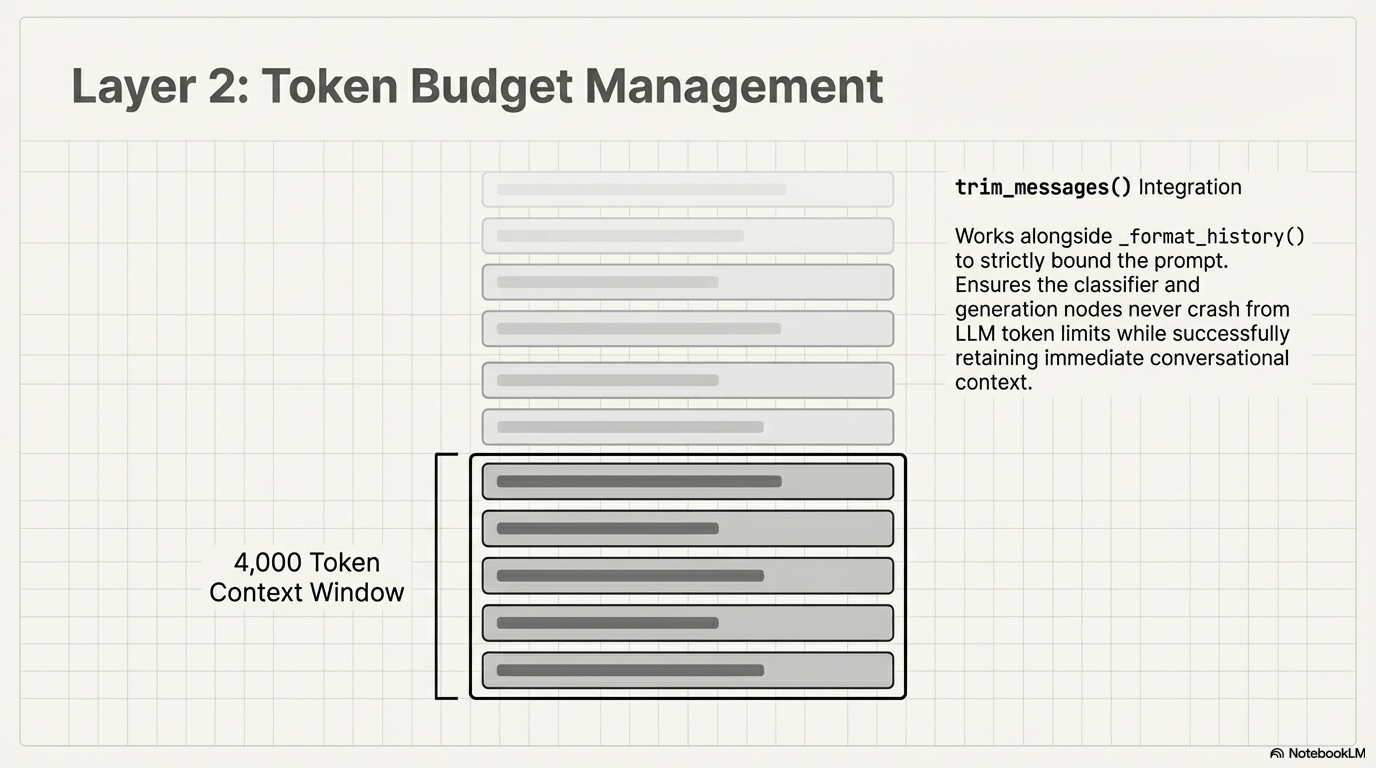 Layer 2: Token Budget Management
trim_messages() Integration
Works alongside _format_history()
to strictly bound the prompt.
Ensures the classifier and
generation nodes never crash from
LLM token limits while successfully
retaining immediate conversational
context.
4,000 Token
Context Window
NotebookLM